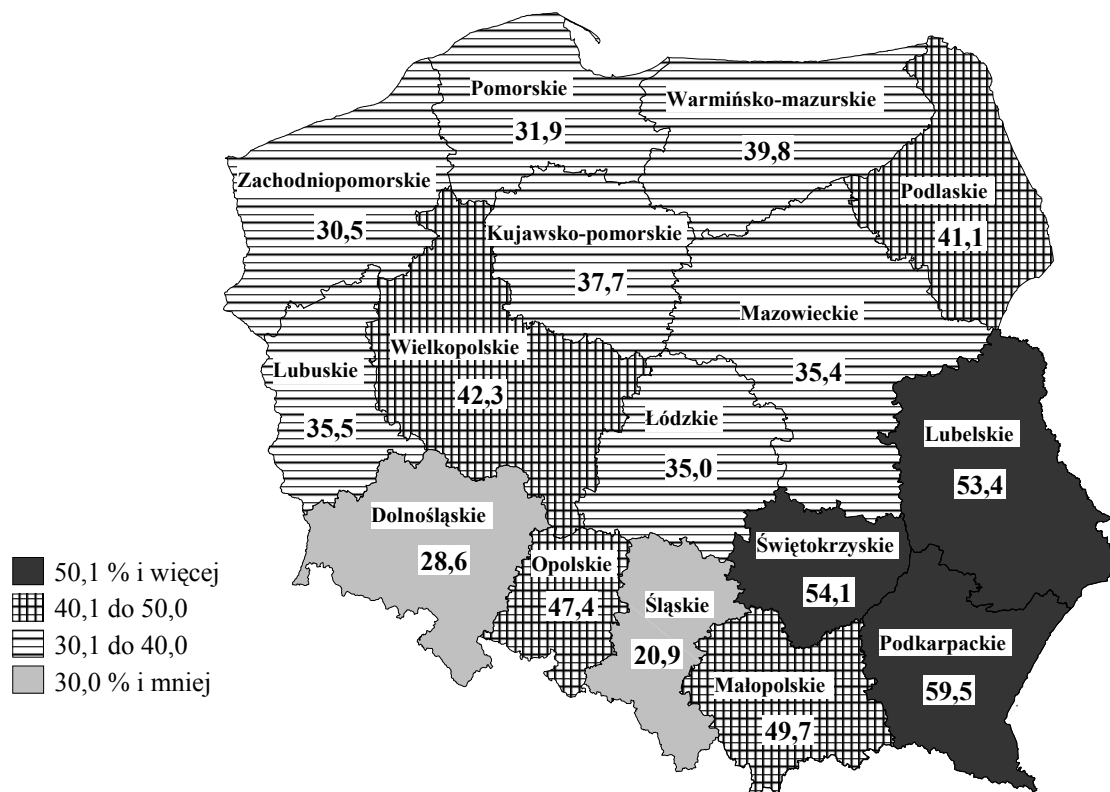 Pomorskie
31,9
Warmińsko-mazurskie
39,8
Zachodniopomorskie
30,5
Podlaskie
41,1
Kujawsko-pomorskie
37,7
Mazowieckie
35,4
Wielkopolskie
42,3
Lubuskie
35,5
Łódzkie
35,0
Lubelskie
53,4
Dolnośląskie
28,6
Opolskie
47,4
Śląskie
20,9
Świętokrzyskie
54,1
Podkarpackie
59,5
Małopolskie
49,7
50,1 % i więcej
40,1 do 50,0
30,1 do 40,0
30,0 % i mniej